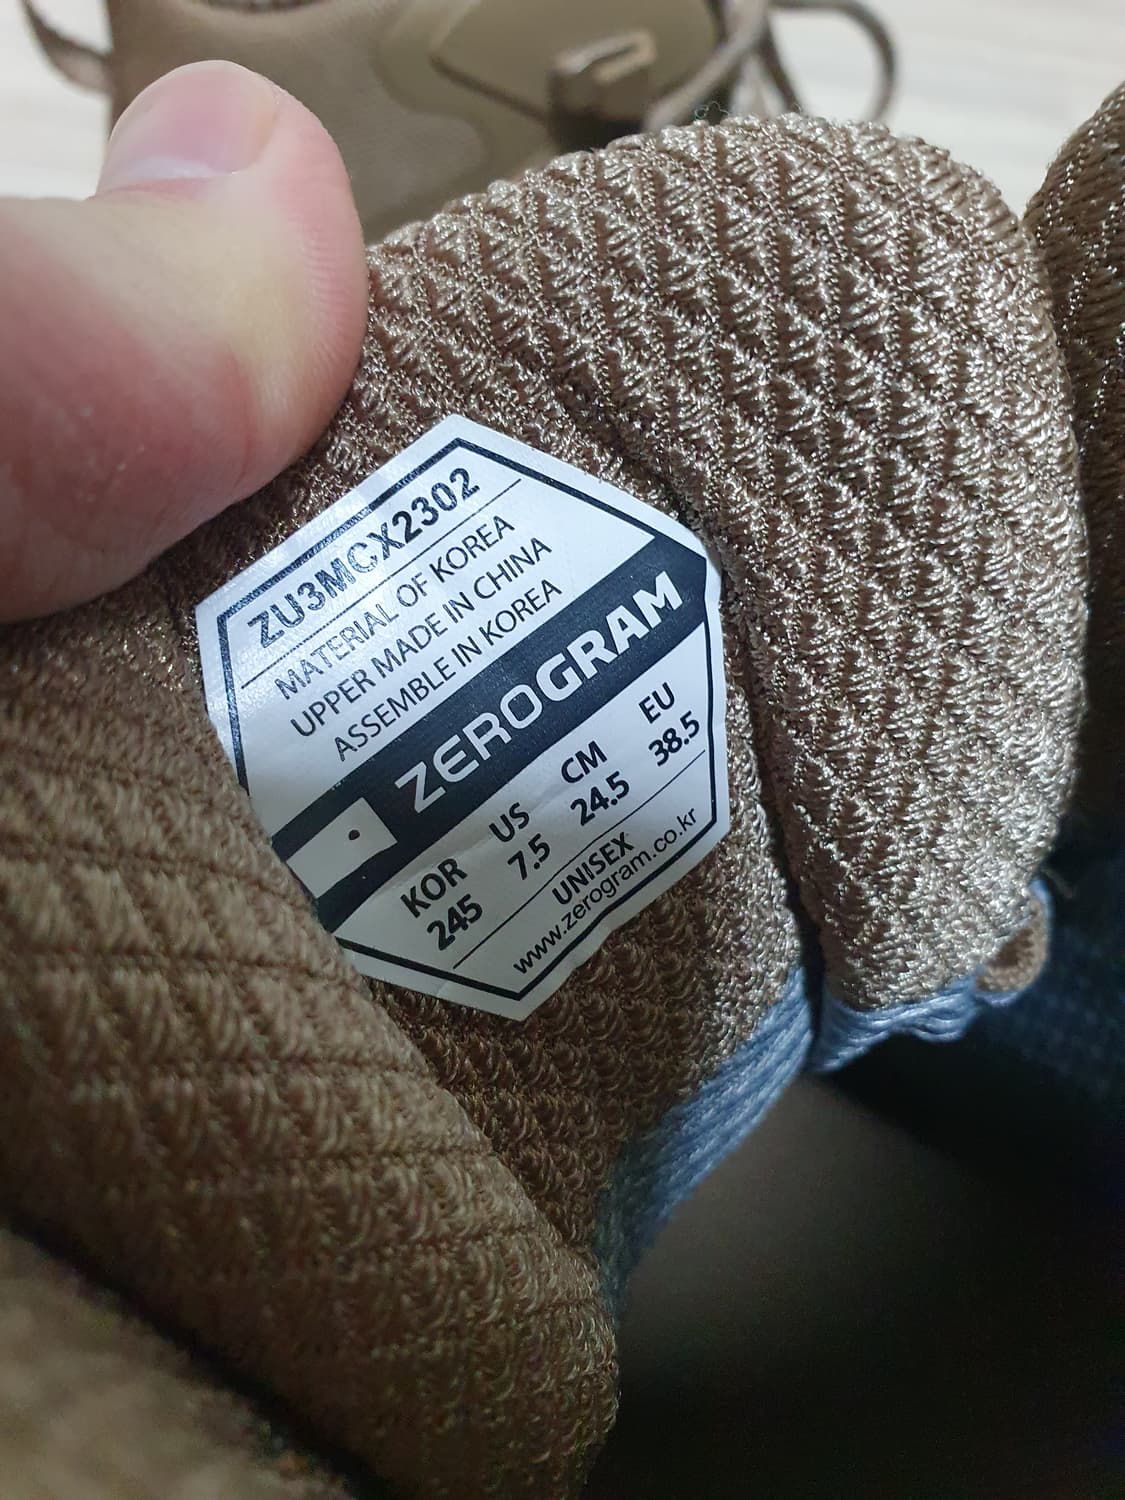 ZU3MCX2302
MATERIAL OF KOREA
UPPER MADE IN CHINA
ASSEMBLE IN KOREA
ZEROGRAM
KOR US CM EU
245 7.5 24.5 38.5
UNISEX
www.zerogram.co.kr